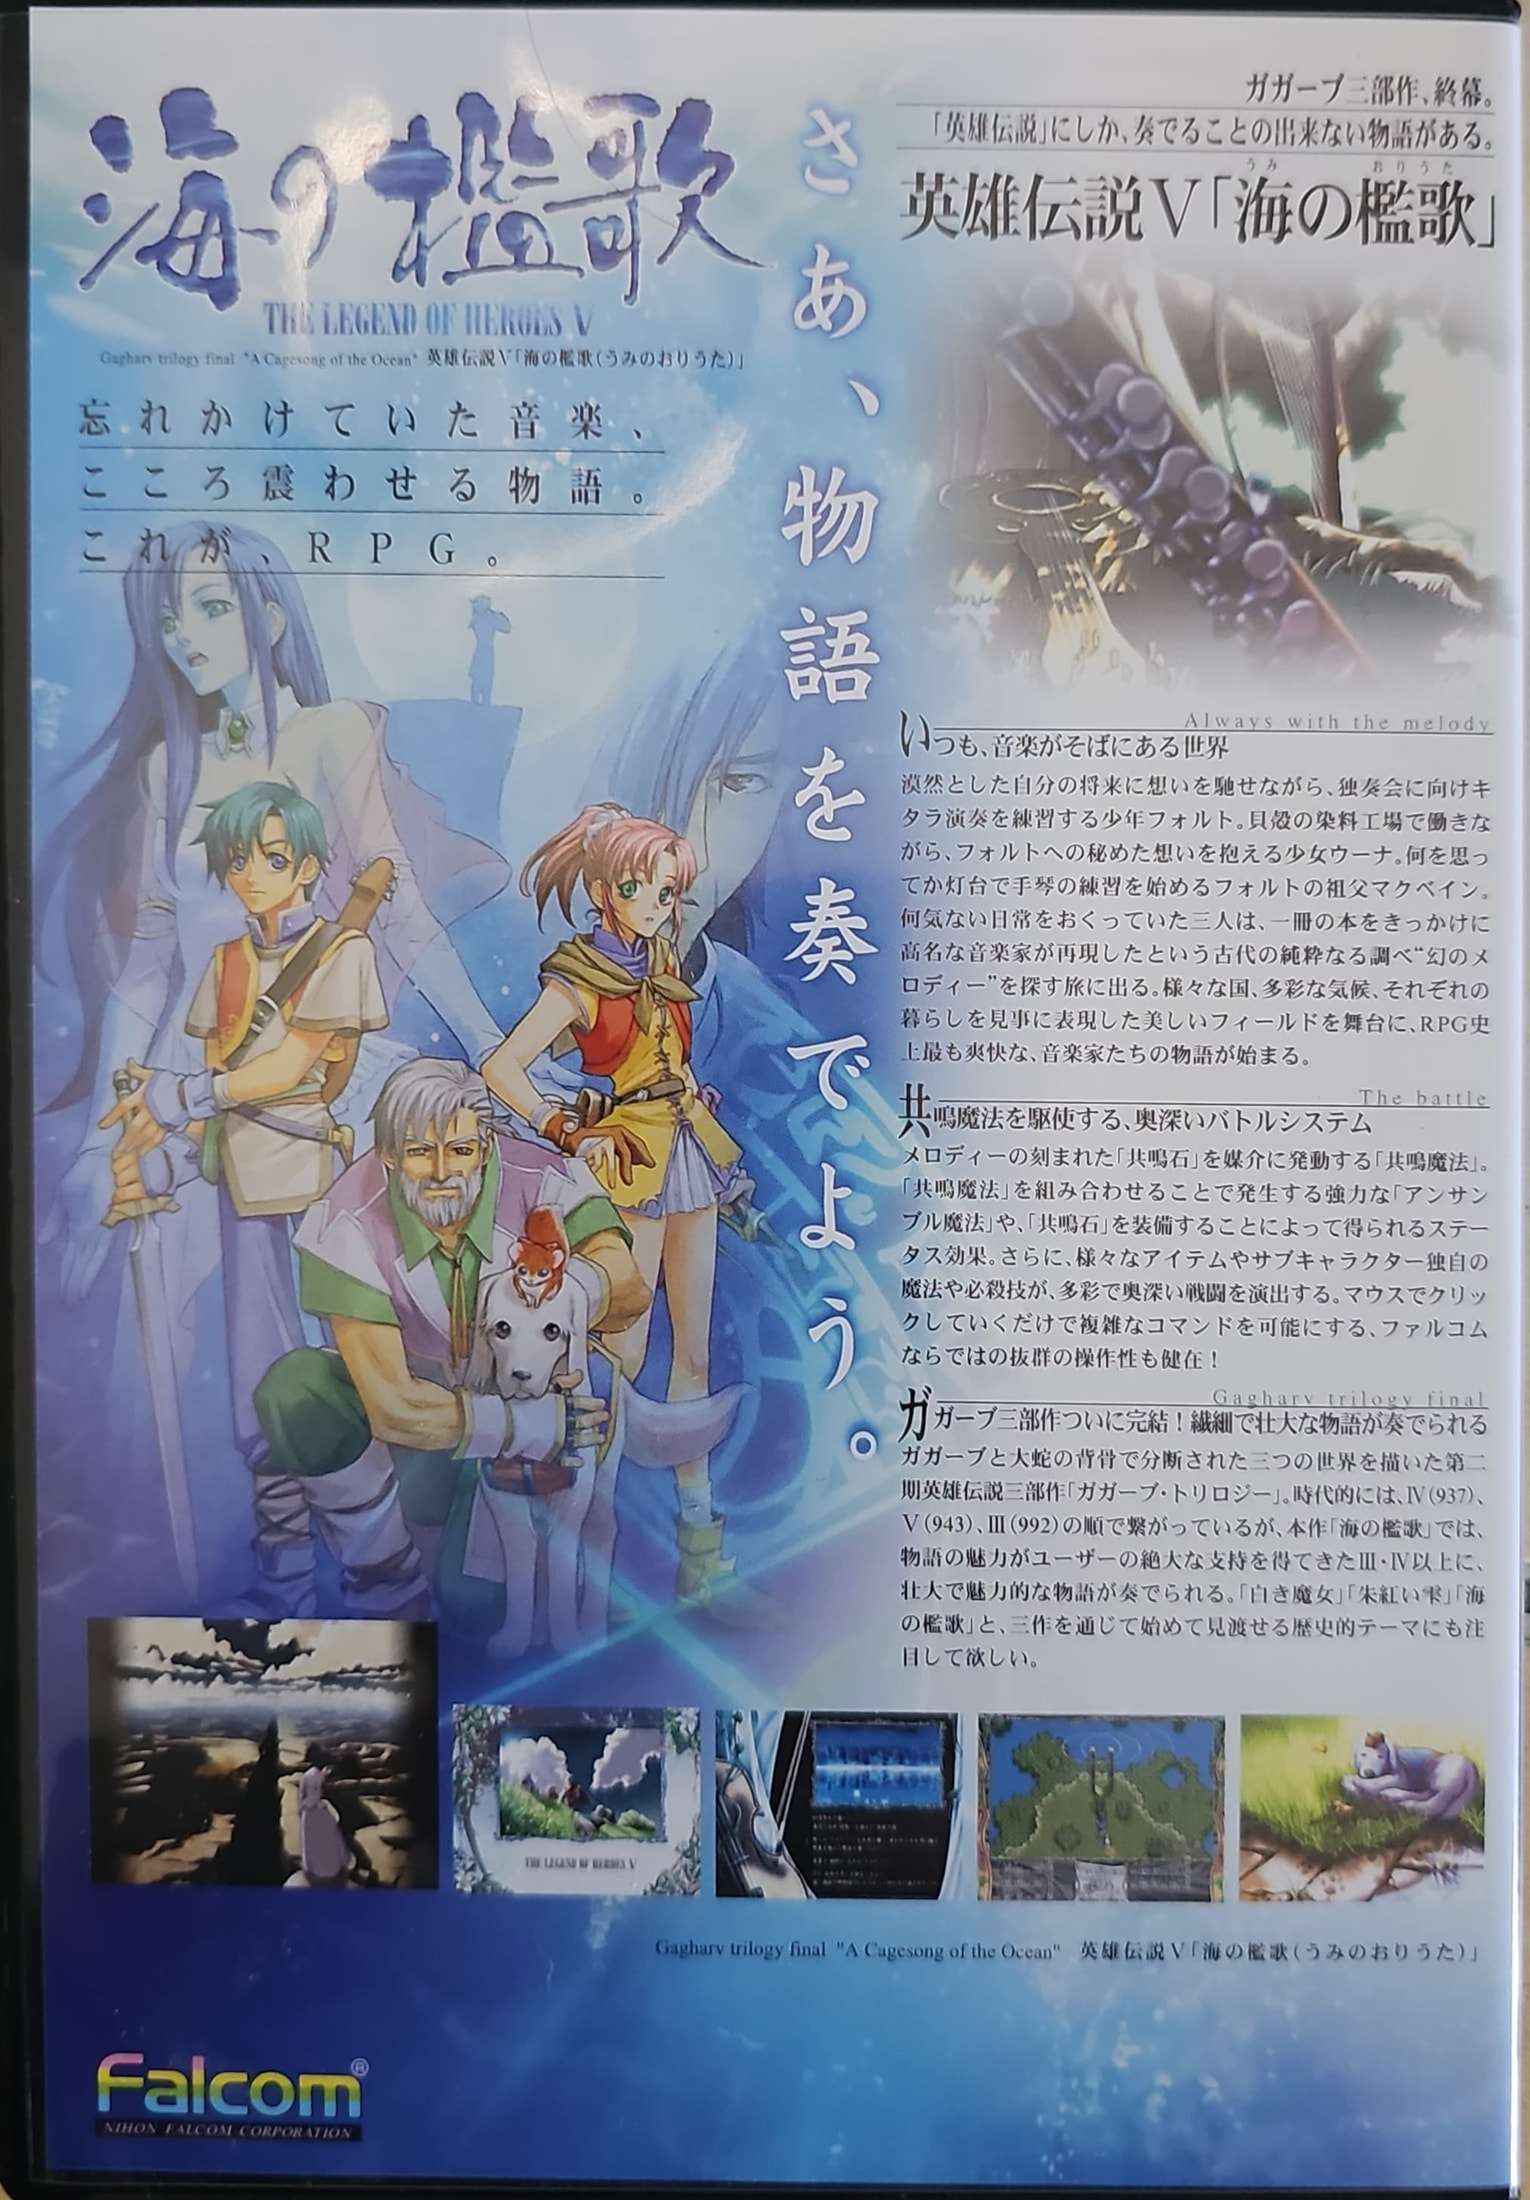 海の檻歌
THE LEGEND OF HEROES V
Gagharv trilogy final "A Cagesong of the Ocean" 英雄伝説Ⅴ「海の檻歌(うみのおりうた)」
忘れかけていた音楽、
こころ震わせる物語。
これが、RPG。
さあ、物語を奏でよう。
ガガーブ三部作、終幕。
「英雄伝説」にしか、奏でることの出来ない物語がある。
うみ おりうた
英雄伝説Ⅴ「海の檻歌」
Always with the melody
いつも、音楽がそばにある世界
漠然とした自分の将来に想いを馳せながら、独奏会に向けキ
タラ演奏を練習する少年フォルト。貝殻の染料工場で働きな
がら、フォルトへの秘めた想いを抱える少女ウーナ。何を思っ
てか灯台で手琴の練習を始めるフォルトの祖父マクベイン。
何気ない日常をおくっていた三人は、一冊の本をきっかけに
高名な音楽家が再現したという古代の純粋なる調べ“幻のメ
ロディー”を探す旅に出る。様々な国、多彩な気候、それぞれの
暮らしを見事に表現した美しいフィールドを舞台に、RPG史
上最も爽快な、音楽家たちの物語が始まる。
The battle
共鳴魔法を駆使する、奥深いバトルシステム
メロディーの刻まれた「共鳴石」を媒介に発動する「共鳴魔法」。
「共鳴魔法」を組み合わせることで発生する強力な「アンサン
ブル魔法」や、「共鳴石」を装備することによって得られるステー
タス効果。さらに、様々なアイテムやサブキャラクター独自の
魔法や必殺技が、多彩で奥深い戦闘を演出する。マウスでクリッ
クしていくだけで複雑なコマンドを可能にする、ファルコム
ならではの抜群の操作性も健在！
Gagharv trilogy final
ガガーブ三部作ついに完結！繊細で壮大な物語が奏でられる
ガガーブと大蛇の背骨で分断された三つの世界を描いた第二
期英雄伝説三部作「ガガーブ・トリロジー」。時代的には、Ⅳ(937)、
Ⅴ(943)、Ⅲ(992)の順で繋がっているが、本作「海の檻歌」では、
物語の魅力がユーザーの絶大な支持を得てきたⅢ・Ⅳ以上に、
壮大で魅力的な物語が奏でられる。「白き魔女」「朱紅い雫」「海
の檻歌」と、三作を通じて始めて見渡せる歴史的テーマにも注
目して欲しい。
THE LEGEND OF HEROES V
Gagharv trilogy final "A Cagesong of the Ocean" 英雄伝説Ⅴ「海の檻歌(うみのおりうた)」
Falcom®
NIHON FALCOM CORPORATION